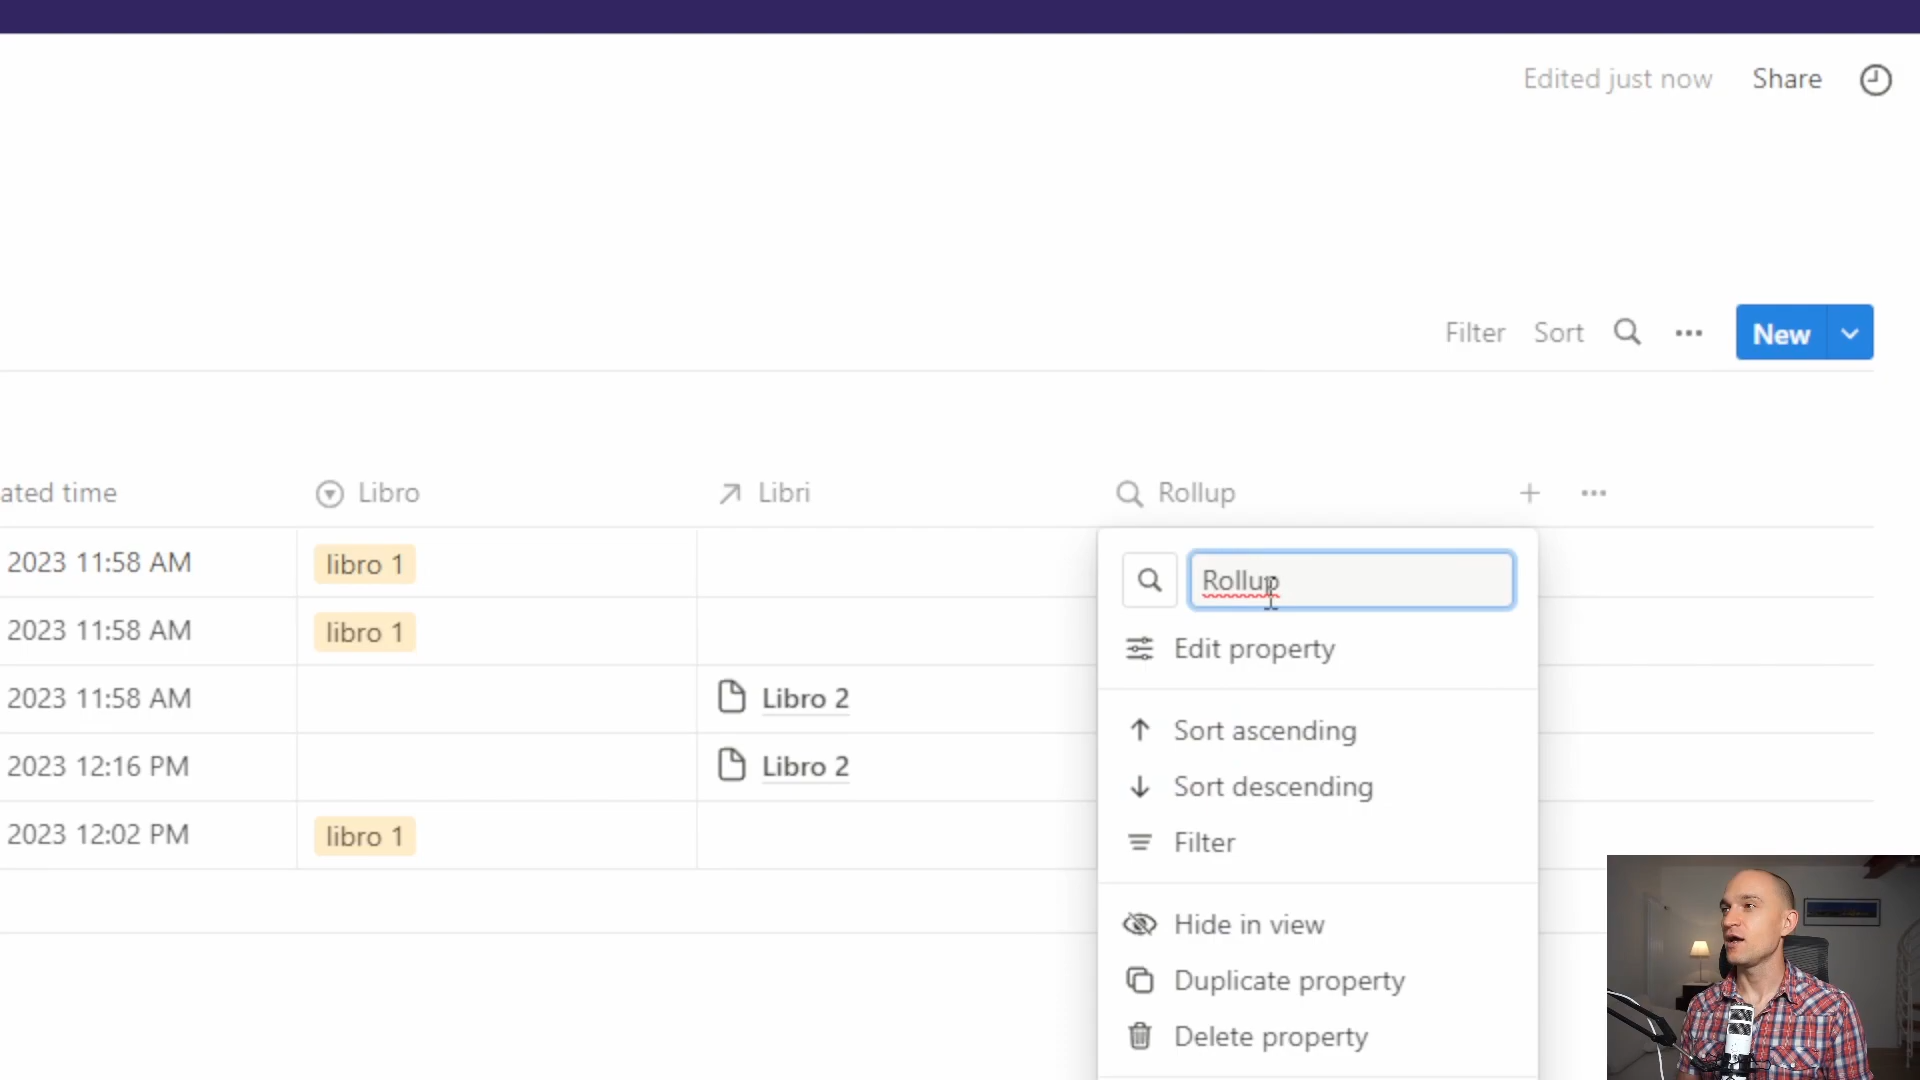 Edited just now Share
Filter Sort New
ated time Libro Libri Rollup
2023 11:58 AM libro 1
Rollup
2023 11:58 AM libro 1
Edit property
2023 11:58 AM Libro 2
Sort ascending
2023 12:16 PM Libro 2
Sort descending
2023 12:02 PM libro 1
Filter
Hide in view
Duplicate property
Delete property